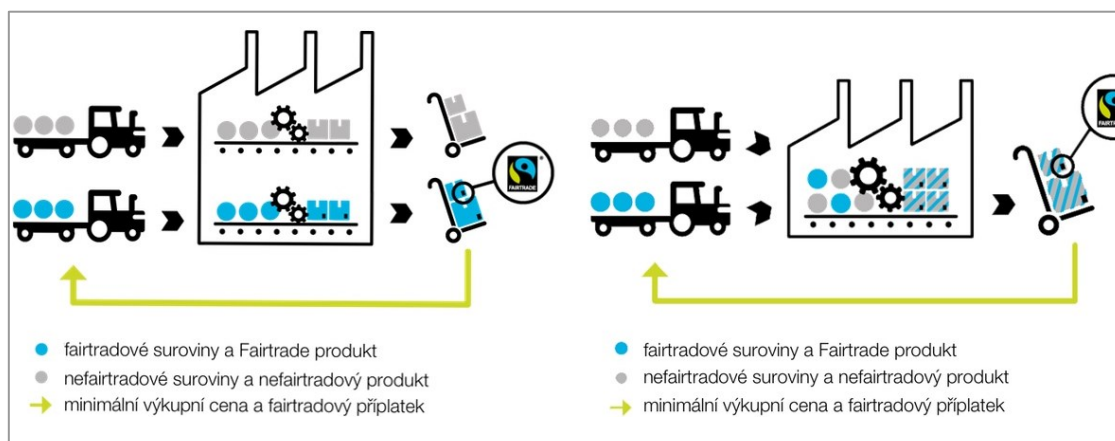 FAIRTRADE
fairtradové suroviny a Fairtrade produkt
nefairtradové suroviny a nefairtradový produkt
minimální výkupní cena a fairtradový příplatek
fairtradové suroviny a Fairtrade produkt
nefairtradové suroviny a nefairtradový produkt
minimální výkupní cena a fairtradový příplatek